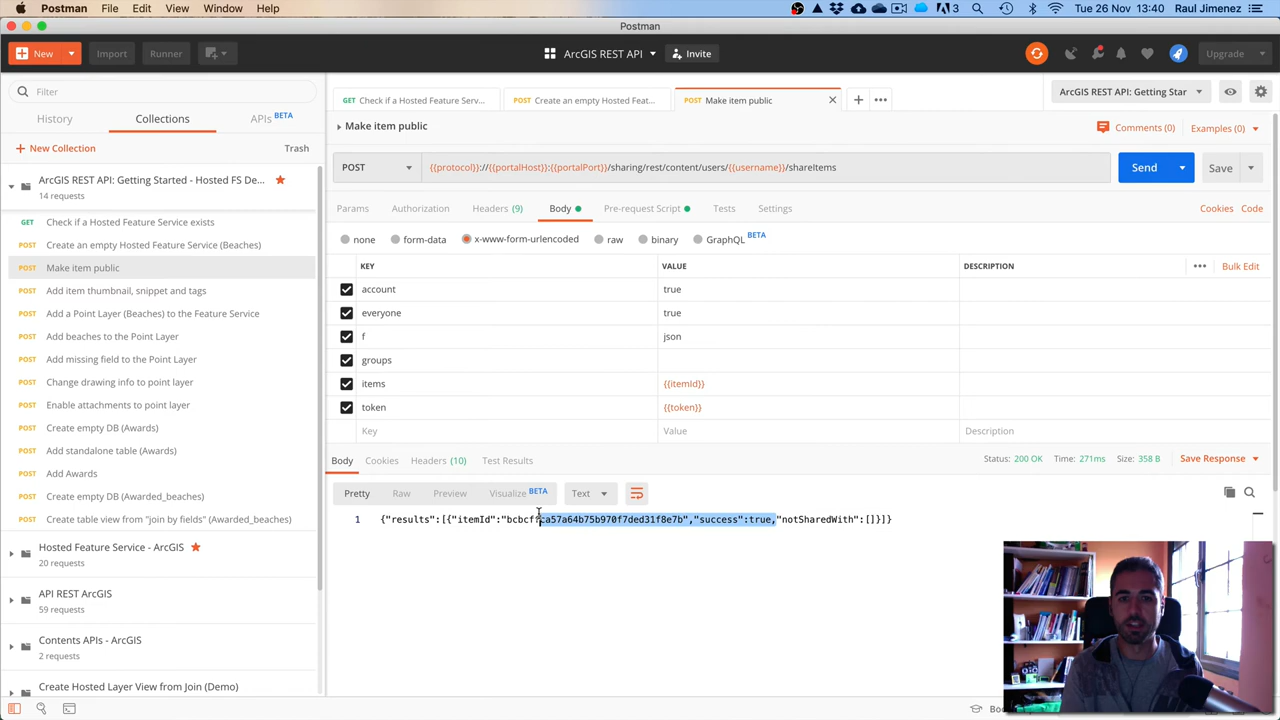 Postman File Edit View Window Help 3 Tue 26 Nov 13:40 Raul Jimenez
Postman
New Import Runner ArcGIS REST API Invite Upgrade
Filter
History Collections APIs BETA
New Collection Trash
ArcGIS REST API: Getting Started - Hosted FS De...
14 requests
GET Check if a Hosted Feature Service exists
POST Create an empty Hosted Feature Service (Beaches)
POST Make item public
POST Add item thumbnail, snippet and tags
POST Add a Point Layer (Beaches) to the Feature Service
POST Add beaches to the Point Layer
POST Add missing field to the Point Layer
POST Change drawing info to point layer
POST Enable attachments to point layer
POST Create empty DB (Awards)
POST Add standalone table (Awards)
POST Add Awards
POST Create empty DB (Awarded_beaches)
POST Create table view from "join by fields" (Awarded_beaches)
Hosted Feature Service - ArcGIS
20 requests
API REST ArcGIS
59 requests
Contents APIs - ArcGIS
2 requests
Create Hosted Layer View from Join (Demo)
GET Check if a Hosted Feature Serv... POST Create an empty Hosted Feat... POST Make item public
ArcGIS REST API: Getting Star
Make item public Comments (0) Examples (0)
POST {{protocol}}://{{portalHost}}:{{portalPort}}/sharing/rest/content/users/{{username}}/shareItems Send Save
Params Authorization Headers (9) Body Pre-request Script Tests Settings Cookies Code
none form-data x-www-form-urlencoded raw binary GraphQL BETA
KEY VALUE DESCRIPTION Bulk Edit
account true
everyone true
f json
groups
items {{itemId}}
token {{token}}
Key Value Description
Body Cookies Headers (10) Test Results Status: 200 OK Time: 271ms Size: 358 B Save Response
Pretty Raw Preview Visualize BETA Text
1 {"results":[{"itemId":"bcbcffca57a64b75b970f7ded31f8e7b","success":true,"notSharedWith":[]}]}